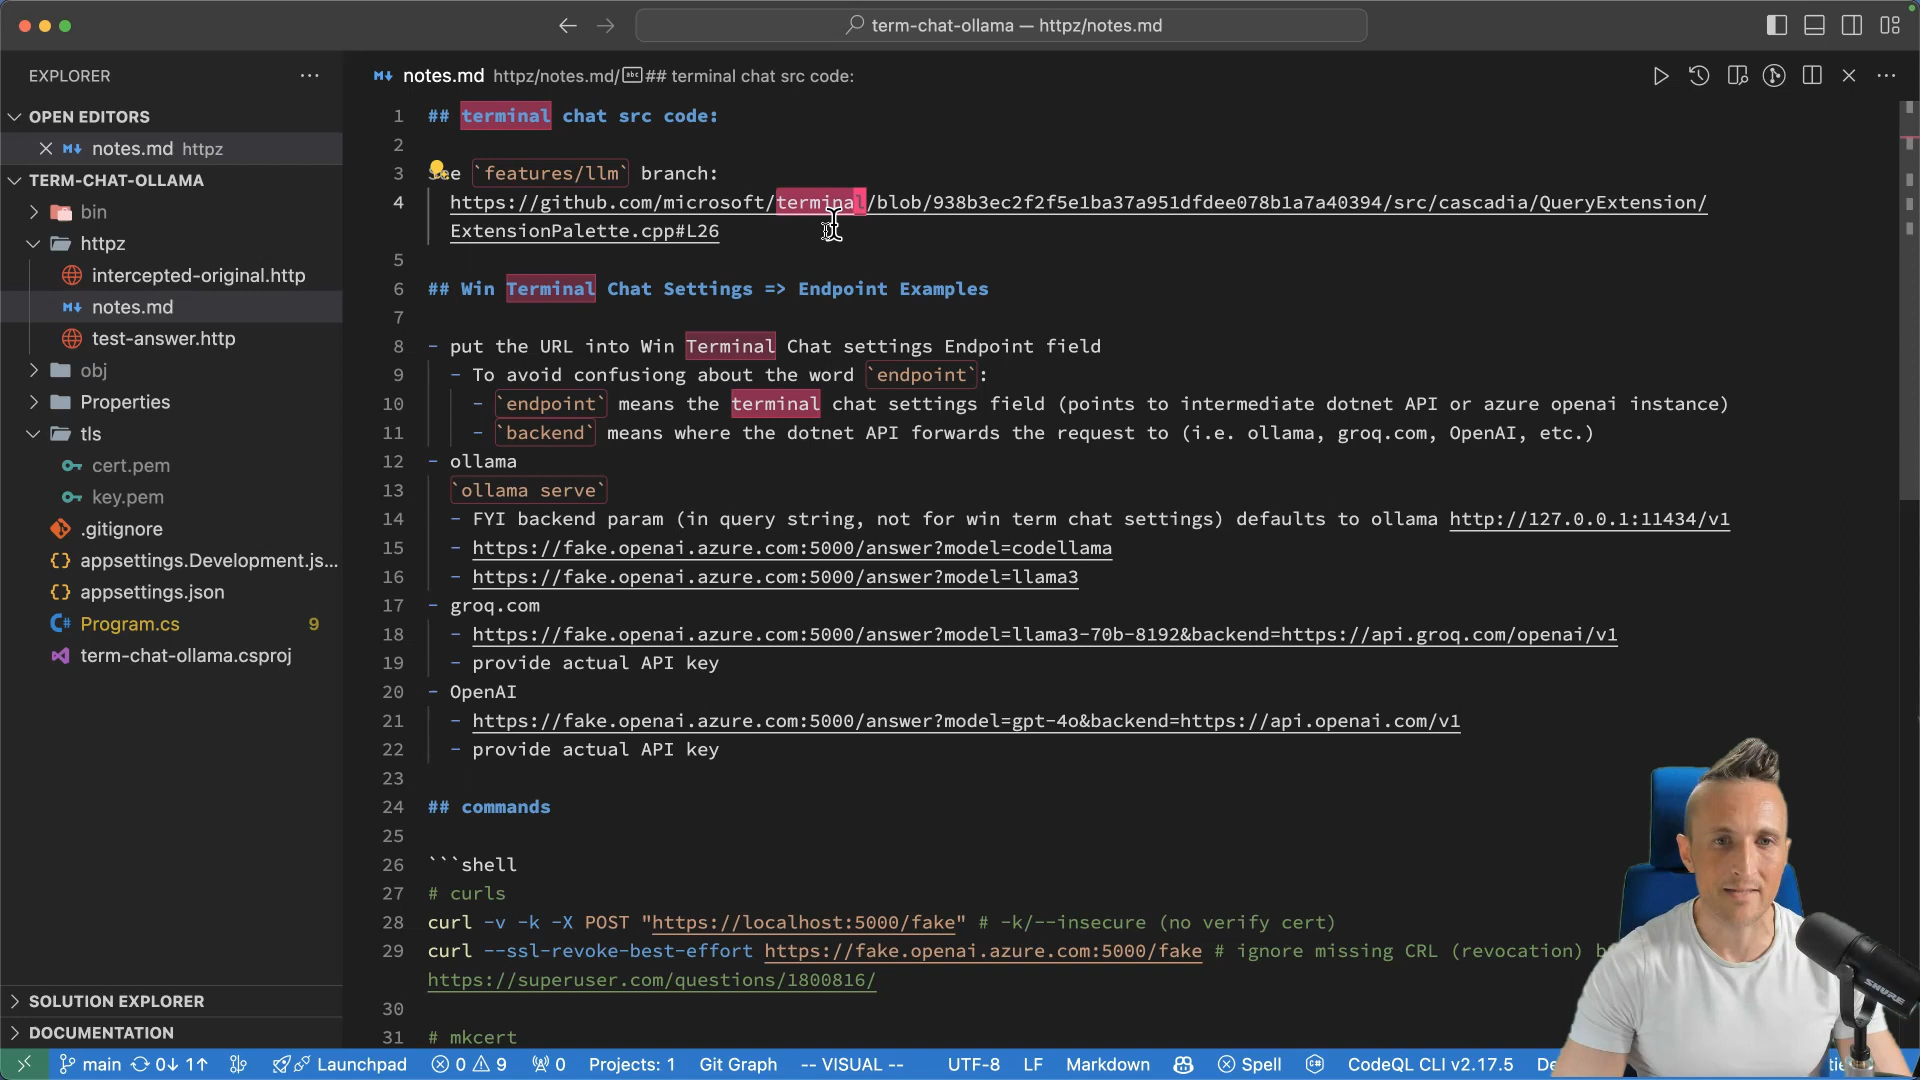 term-chat-ollama — httpz/notes.md
EXPLORER
OPEN EDITORS
notes.md httpz
TERM-CHAT-OLLAMA
bin
httpz
intercepted-original.http
notes.md
test-answer.http
obj
Properties
tls
cert.pem
key.pem
.gitignore
appsettings.Development.js...
appsettings.json
Program.cs 9
term-chat-ollama.csproj
SOLUTION EXPLORER
DOCUMENTATION
notes.md httpz/notes.md/ abc ## terminal chat src code:
1 ## terminal chat src code:
2
3 `features/llm` branch:
4 https://github.com/microsoft/terminal/blob/938b3ec2f2f5e1ba37a951dfdee078b1a7a40394/src/cascadia/QueryExtension/
ExtensionPalette.cpp#L26
5
6 ## Win Terminal Chat Settings => Endpoint Examples
7
8 - put the URL into Win Terminal Chat settings Endpoint field
9 - To avoid confusiong about the word `endpoint`:
10 - `endpoint` means the terminal chat settings field (points to intermediate dotnet API or azure openai instance)
11 - `backend` means where the dotnet API forwards the request to (i.e. ollama, groq.com, OpenAI, etc.)
12 - ollama
13 `ollama serve`
14 - FYI backend param (in query string, not for win term chat settings) defaults to ollama http://127.0.0.1:11434/v1
15 - https://fake.openai.azure.com:5000/answer?model=codellama
16 - https://fake.openai.azure.com:5000/answer?model=llama3
17 - groq.com
18 - https://fake.openai.azure.com:5000/answer?model=llama3-70b-8192&backend=https://api.groq.com/openai/v1
19 - provide actual API key
20 - OpenAI
21 - https://fake.openai.azure.com:5000/answer?model=gpt-4o&backend=https://api.openai.com/v1
22 - provide actual API key
23
24 ## commands
25
26 ```shell
27 # curls
28 curl -v -k -X POST "https://localhost:5000/fake" # -k/--insecure (no verify cert)
29 curl --ssl-revoke-best-effort https://fake.openai.azure.com:5000/fake # ignore missing CRL (revocation)
https://superuser.com/questions/1800816/
30
31 # mkcert
main 0↓ 1↑ Launchpad 0 9 0 Projects: 1 Git Graph -- VISUAL -- UTF-8 LF Markdown Spell CodeQL CLI v2.17.5
SHURE